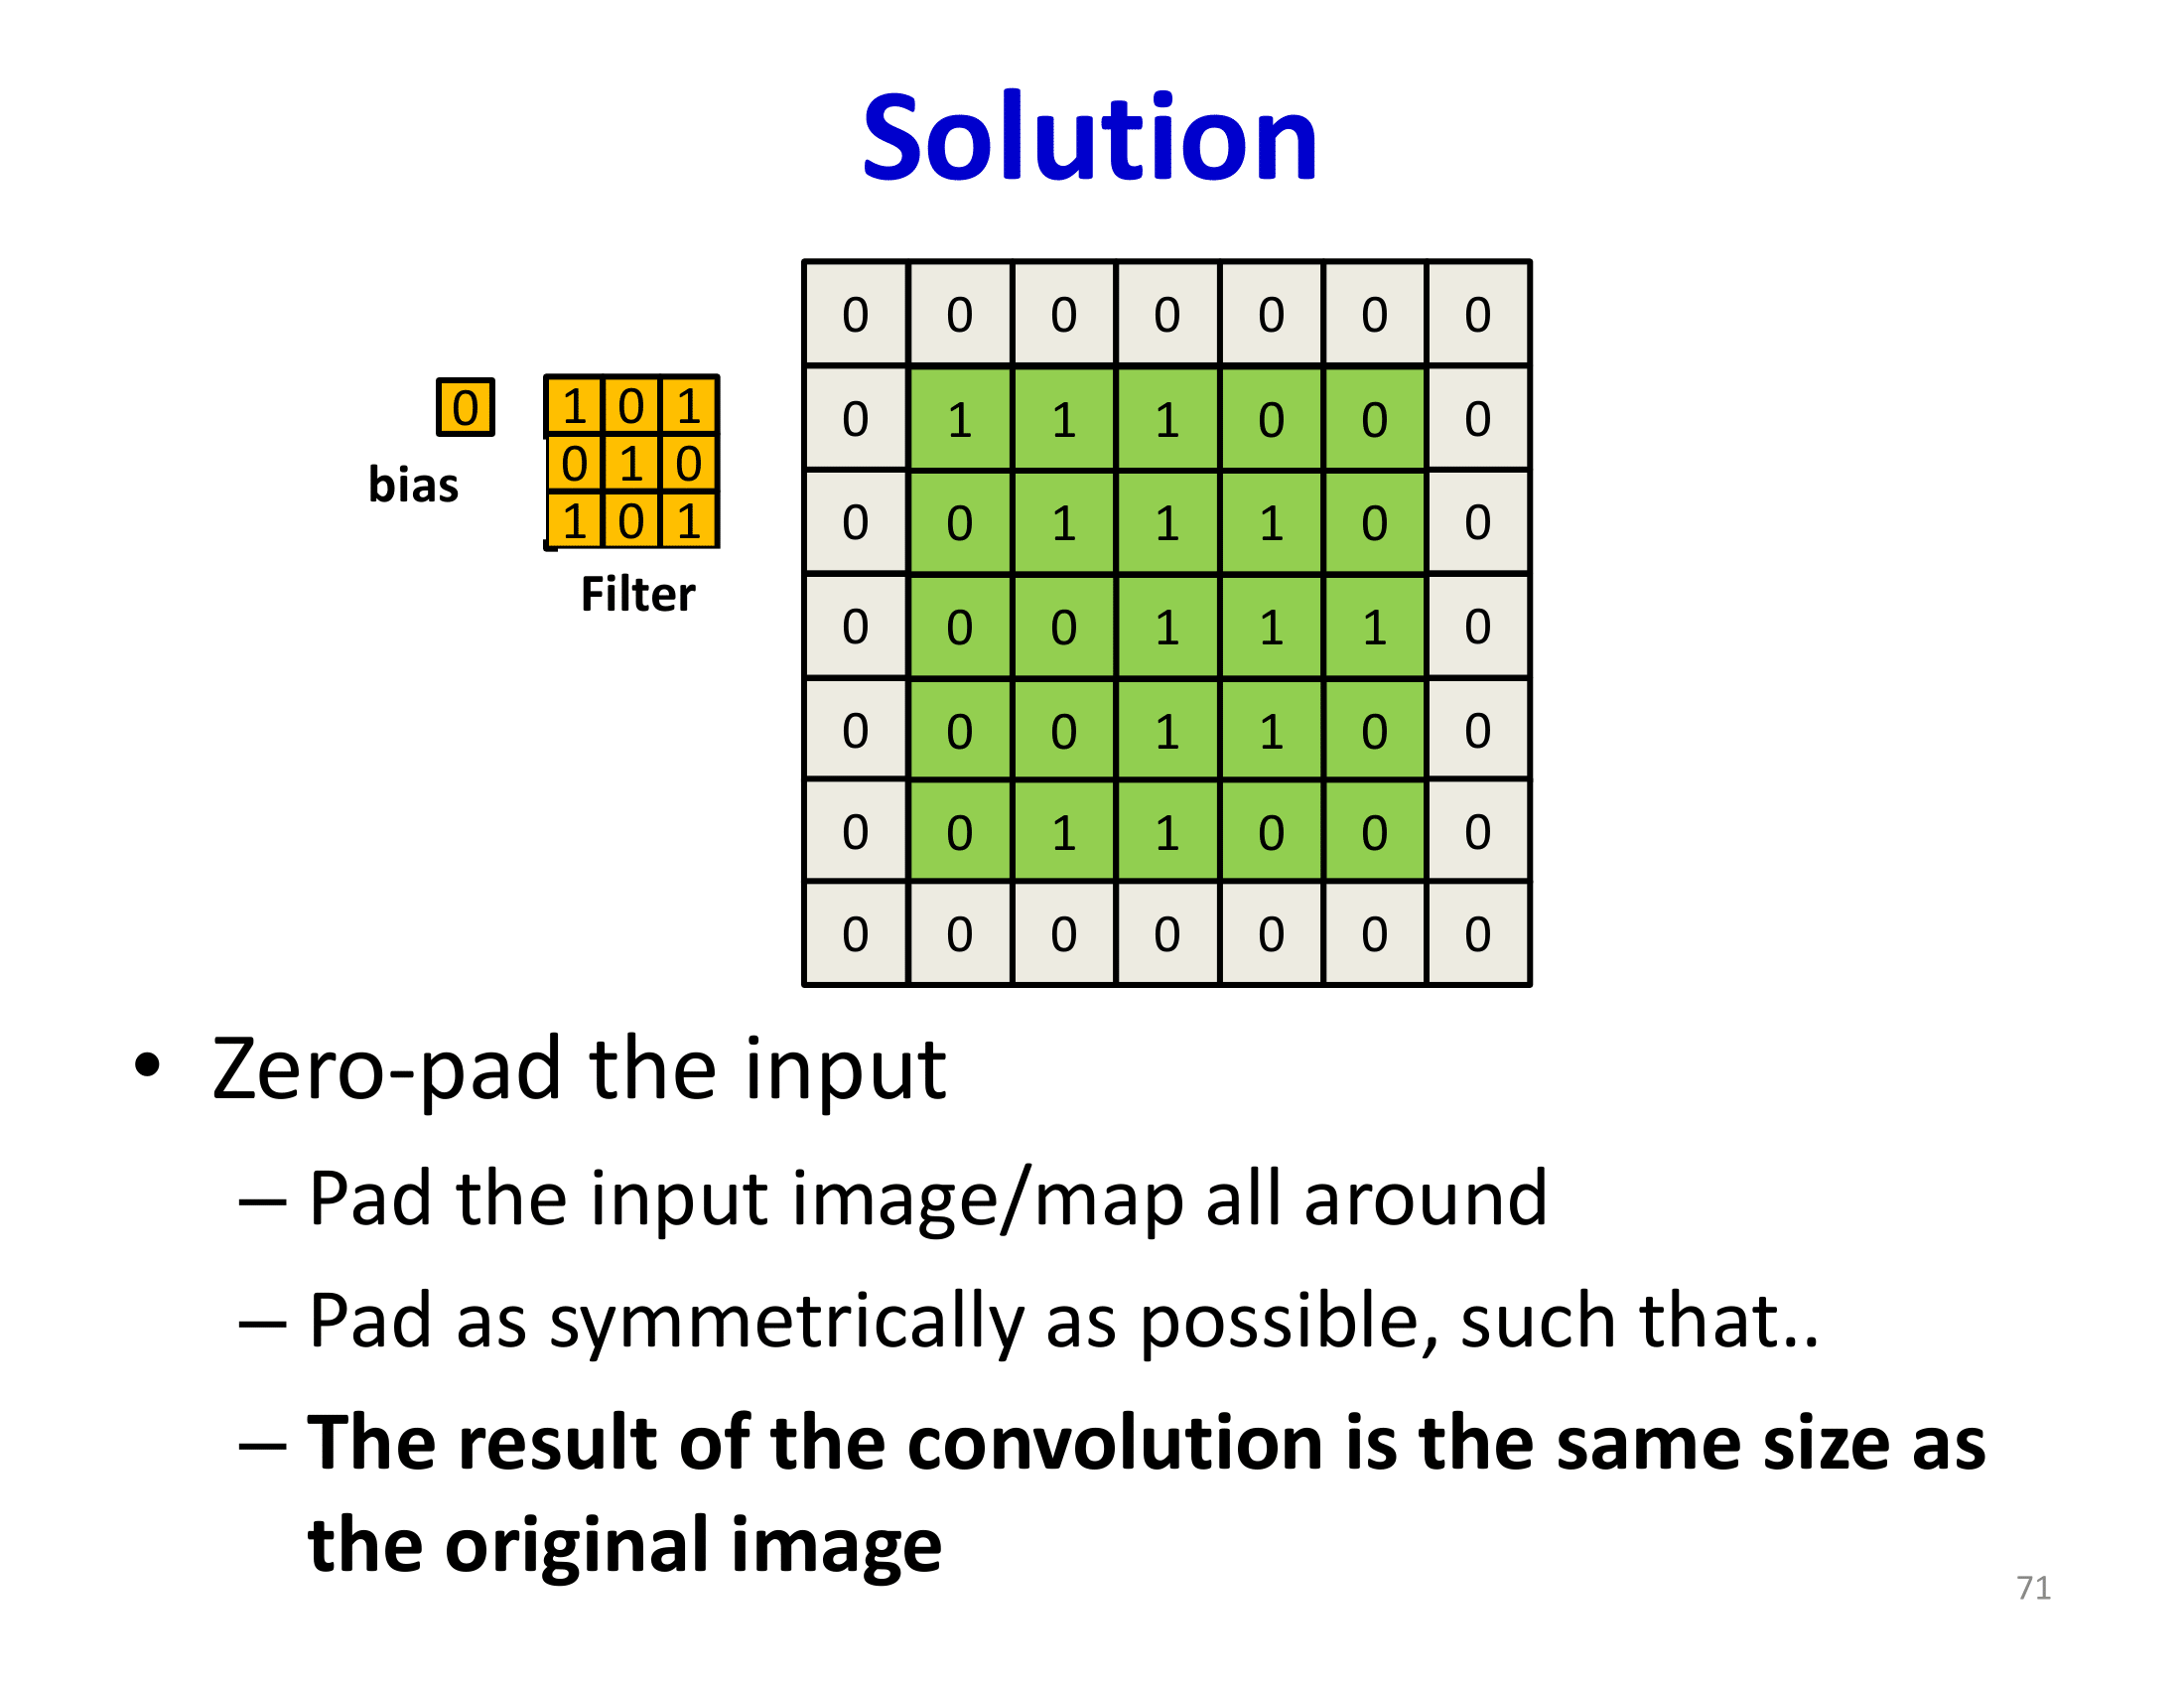 Solution
0
bias
1 0 1
0 1 0
1 0 1
Filter
0 0 0 0 0 0 0
0 1 1 1 0 0 0
0 0 1 1 1 0 0
0 0 0 1 1 1 0
0 0 0 1 1 0 0
0 0 1 1 0 0 0
0 0 0 0 0 0 0
• Zero-pad the input
– Pad the input image/map all around
– Pad as symmetrically as possible, such that..
– The result of the convolution is the same size as
the original image
71